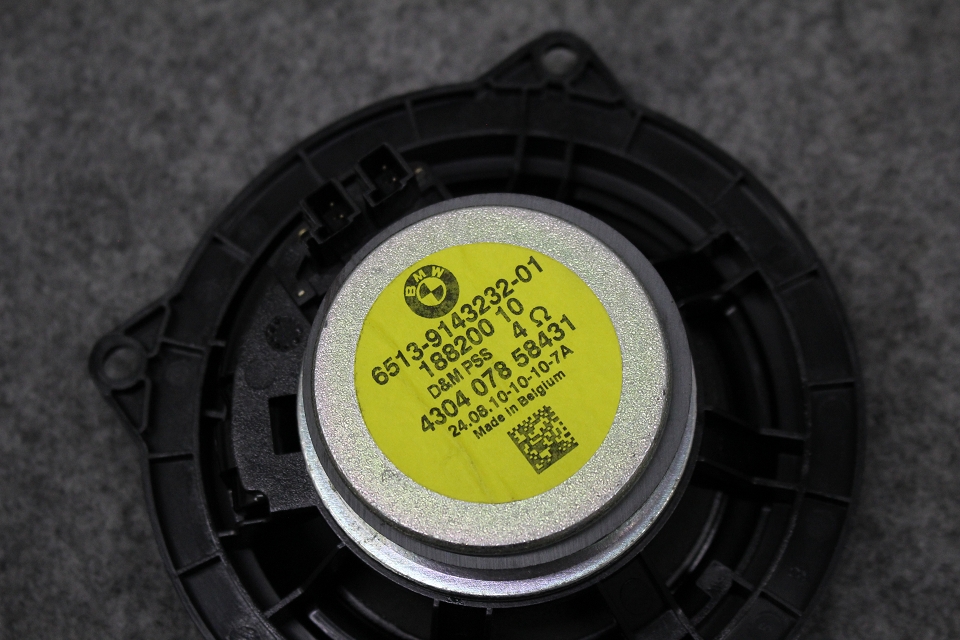 BMW
6513-9143232-01
188200 10
D&M PSS 4 Ω
4304 078 58431
24.08.10-10-10-7A
Made in Belgium